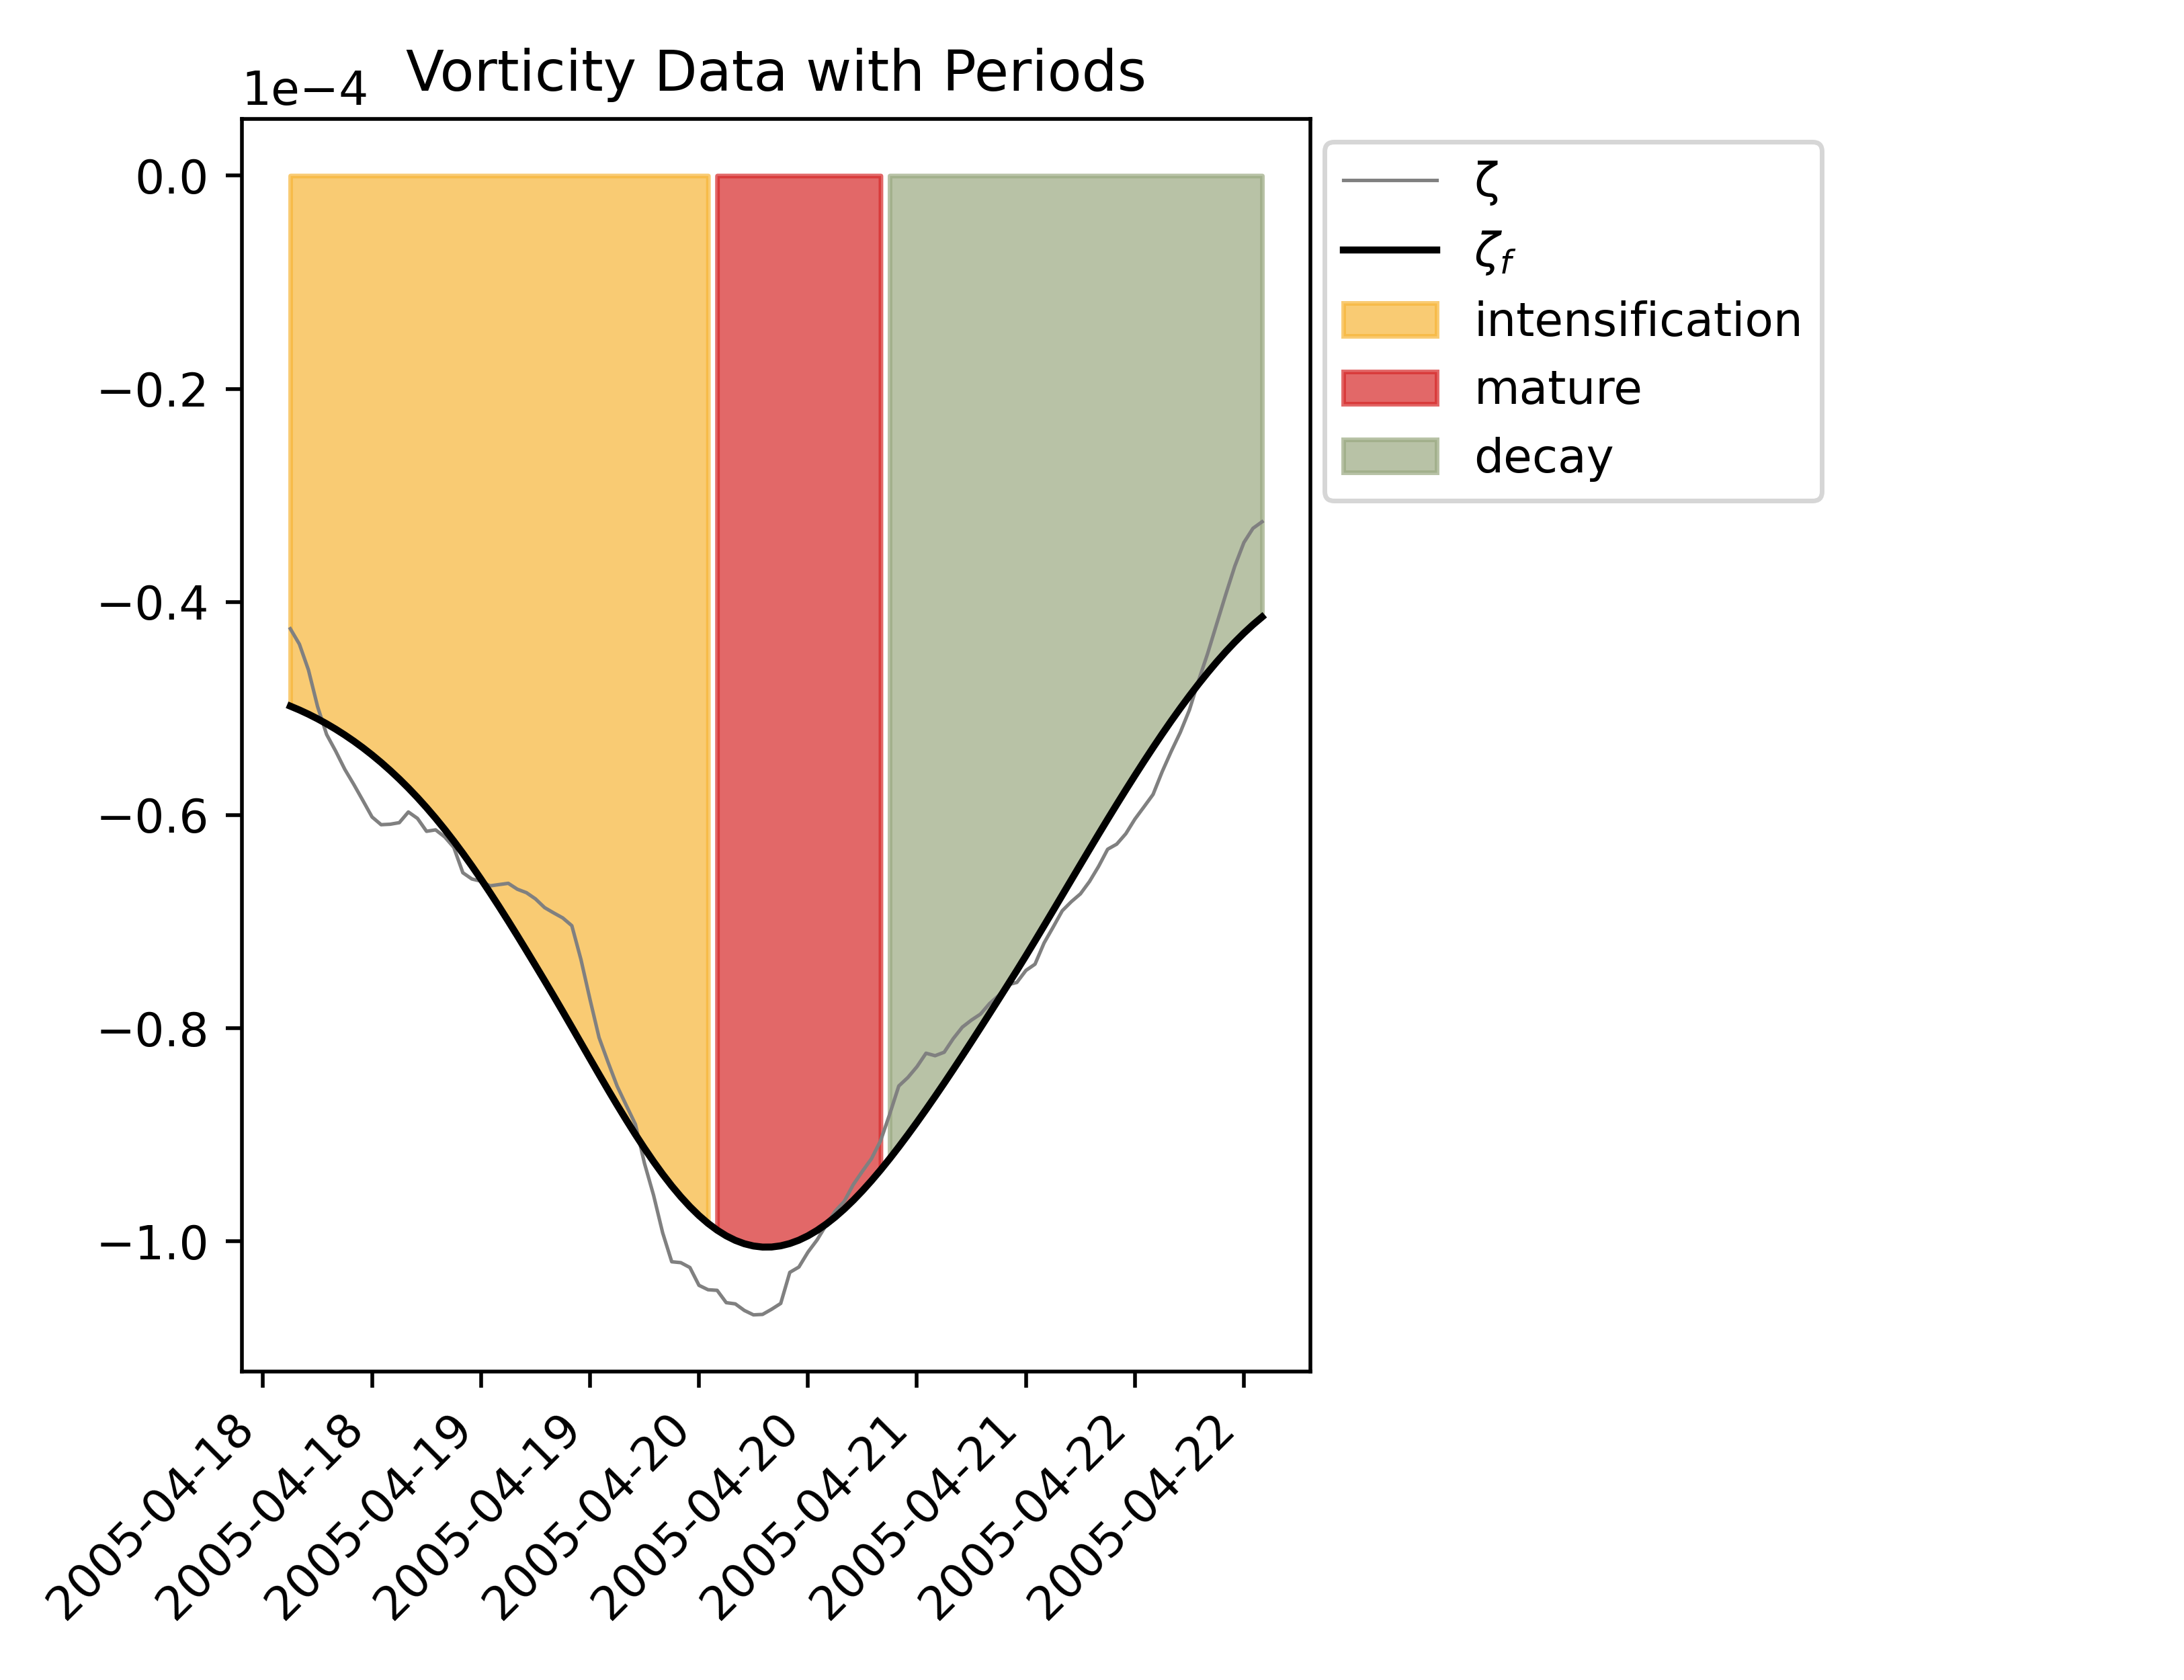 Vorticity Data with Periods
1e−4
0.0
−0.2
−0.4
−0.6
−0.8
−1.0
ζ
ζf
intensification
mature
decay
2005-04-18
2005-04-18
2005-04-19
2005-04-19
2005-04-20
2005-04-20
2005-04-21
2005-04-21
2005-04-22
2005-04-22